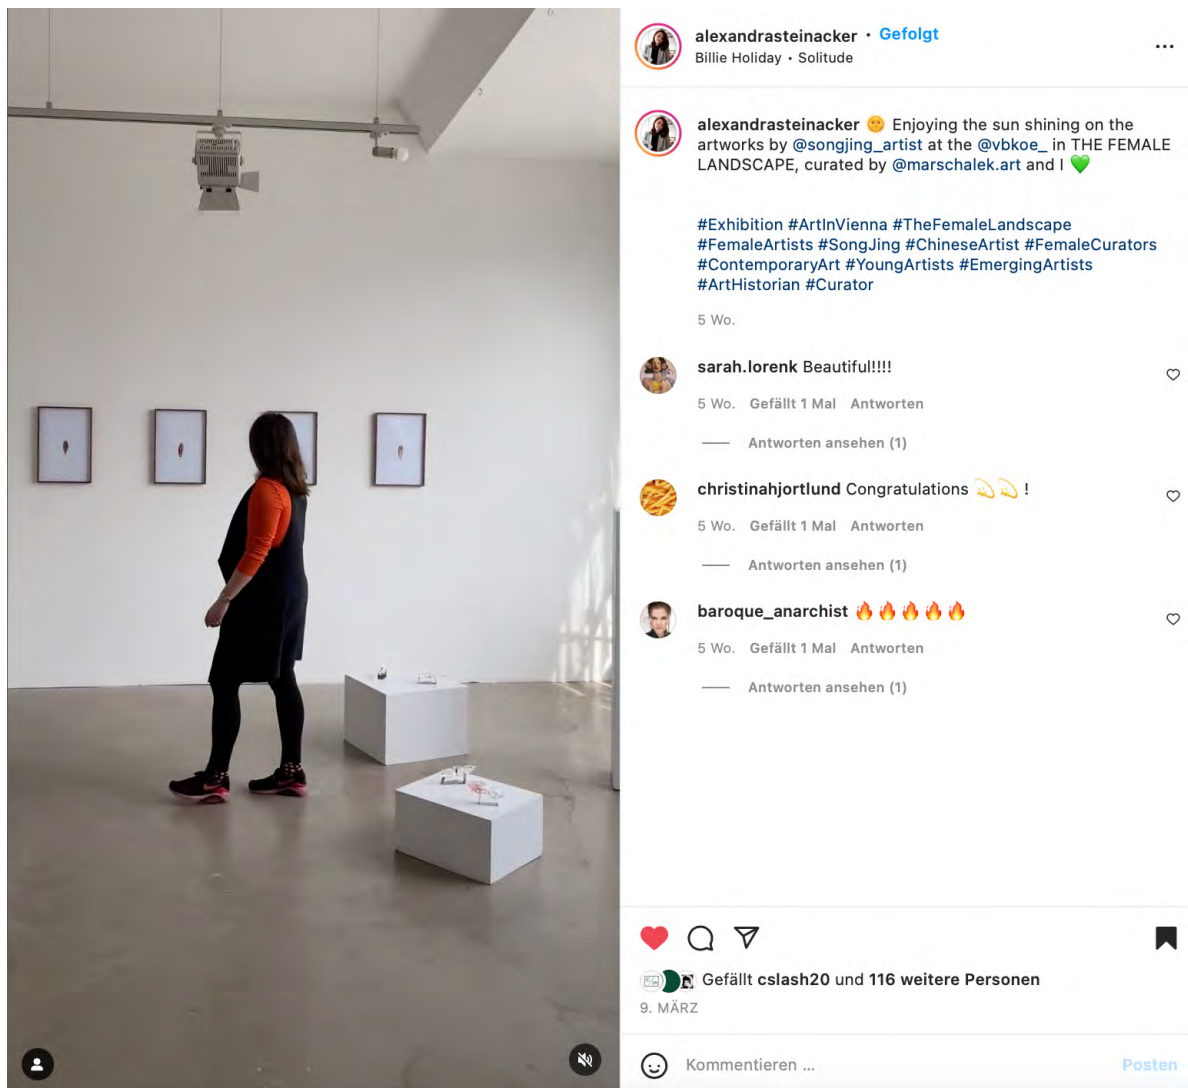 alexandrasteinacker • Gefolgt
Billie Holiday • Solitude
alexandrasteinacker 🌞 Enjoying the sun shining on the
artworks by @songjing_artist at the @vbkoe_ in THE FEMALE
LANDSCAPE, curated by @marschalek.art and I 💚
#Exhibition #ArtInVienna #TheFemaleLandscape
#FemaleArtists #SongJing #ChineseArtist #FemaleCurators
#ContemporaryArt #YoungArtists #EmergingArtists
#ArtHistorian #Curator
5 Wo.
sarah.lorenk Beautiful!!!!
5 Wo. Gefällt 1 Mal Antworten
Antworten ansehen (1)
christinahjortlund Congratulations 💫💫 !
5 Wo. Gefällt 1 Mal Antworten
Antworten ansehen (1)
baroque_anarchist 🔥🔥🔥🔥🔥
5 Wo. Gefällt 1 Mal Antworten
Antworten ansehen (1)
Gefällt cslash20 und 116 weitere Personen
9. MÄRZ
Kommentieren ...
Posten